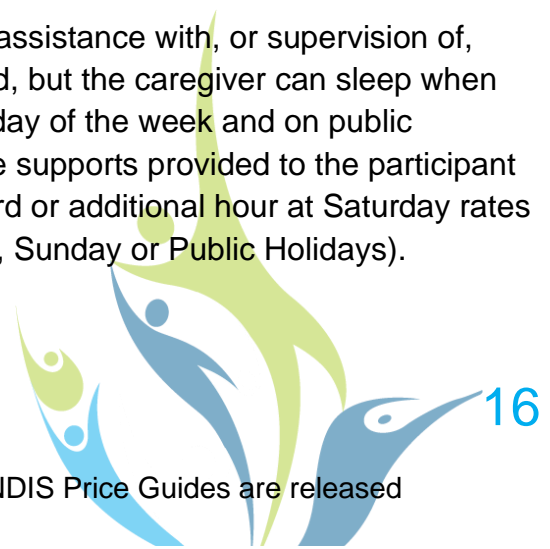 assistance with, or supervision of,
but the caregiver can sleep when
day of the week and on public
supports provided to the participant
or additional hour at Saturday rates
, Sunday or Public Holidays).
16
NDIS Price Guides are released